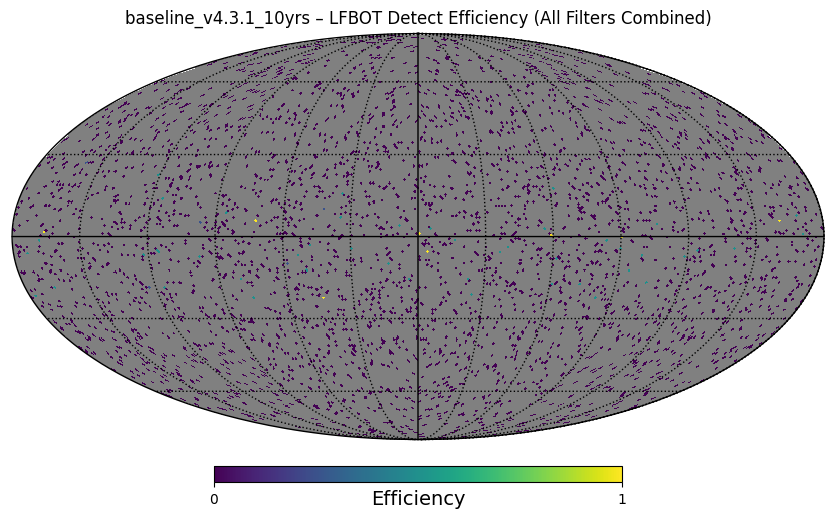 baseline_v4.3.1_10yrs – LFBOT Detect Efficiency (All Filters Combined)
0 1
Efficiency